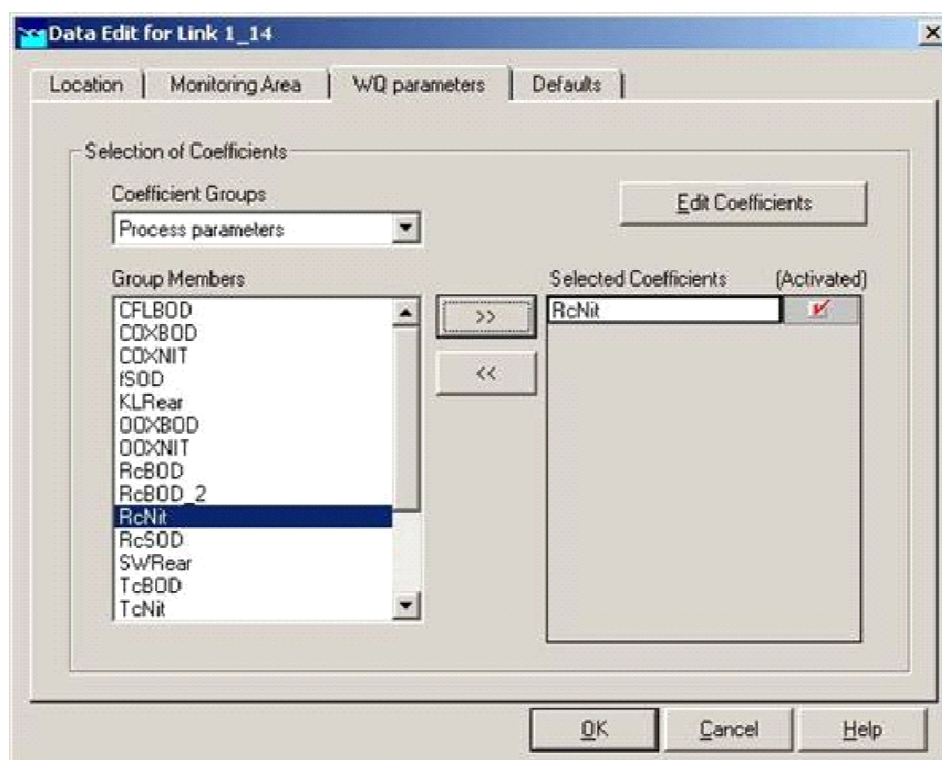 Data Edit for Link 1_14
Location
Monitoring Area
WQ parameters
Defaults
Selection of Coefficients
Coefficient Groups
Edit Coefficients
Process parameters
Group Members
Selected Coefficients
(Activated)
CFLBOD
COXBOD
COXNIT
fSOD
KLRear
OOXBOD
OOXNIT
RcBOD
RcBOD_2
RcNit
RcSOD
SWRear
TcBOD
TcNit
>>
<<
RcNit
OK
Cancel
Help